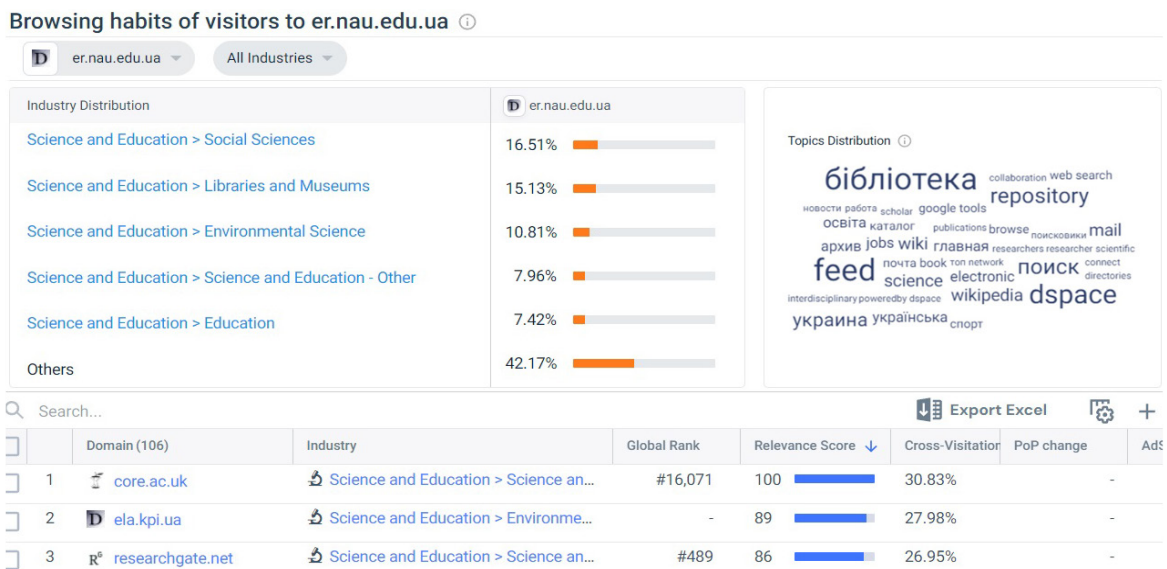 Browsing habits of visitors to er.nau.edu.ua
er.nau.edu.ua
All Industries
Industry Distribution
er.nau.edu.ua
Science and Education > Social Sciences
16.51%
Science and Education > Libraries and Museums
15.13%
Science and Education > Environmental Science
10.81%
Science and Education > Science and Education - Other
7.96%
Science and Education > Education
7.42%
Others
42.17%
Topics Distribution
бібліотека collaboration web search
repository
новости работа scholar google tools
освіта каталог publications browse поисковики mail
архив jobs wiki главная researchers researcher scientific
feed почта book топ network поиск connect
science electronic directories
interdisciplinary poweredby dspace wikipedia dspace
украина українська спорт
Search...
Export Excel
Domain (106) Industry Global Rank Relevance Score Cross-Visitation PoP change AdS
1 core.ac.uk Science and Education > Science an... #16,071 100 30.83% -
2 ela.kpi.ua Science and Education > Environme... - 89 27.98% -
3 researchgate.net Science and Education > Science an... #489 86 26.95% -